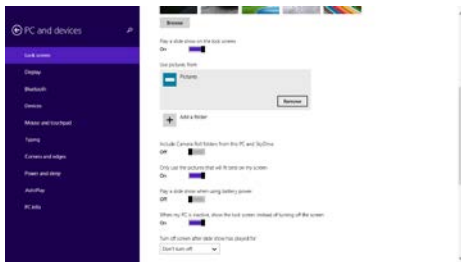 PC and devices
Lock screen
Display
Bluetooth
Devices
Mouse and touchpad
Typing
Corners and edges
Power and sleep
AutoPlay
PC info
Browse
Play a slide show on the lock screen
On
Use pictures from
Pictures
Remove
Add a folder
Include Camera Roll folders from this PC and SkyDrive
Off
Only use the pictures that will fit best on my screen
On
Play a slide show when using battery power
Off
When my PC is inactive, show the lock screen instead of turning off the screen
On
Turn off screen after slide show has played for
Don't turn off